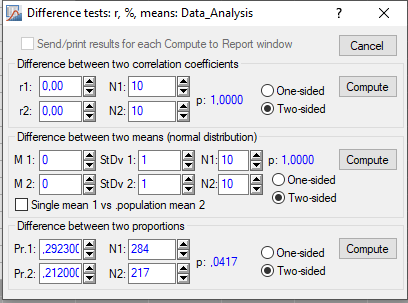 Difference tests: r, %, means: Data_Analysis
Send/print results for each Compute to Report window
Cancel
Difference between two correlation coefficients
r1: 0,00 N1: 10 One-sided Compute
p: 1,0000
r2: 0,00 N2: 10 Two-sided
Difference between two means (normal distribution)
M 1: 0 StDv 1: 1 N1: 10 p: 1,0000 Compute
M 2: 0 StDv 2: 1 N2: 10 One-sided
Single mean 1 vs .population mean 2 Two-sided
Difference between two proportions
Pr.1: ,292300 N1: 284 One-sided Compute
p: ,0417
Pr.2: ,212000 N2: 217 Two-sided